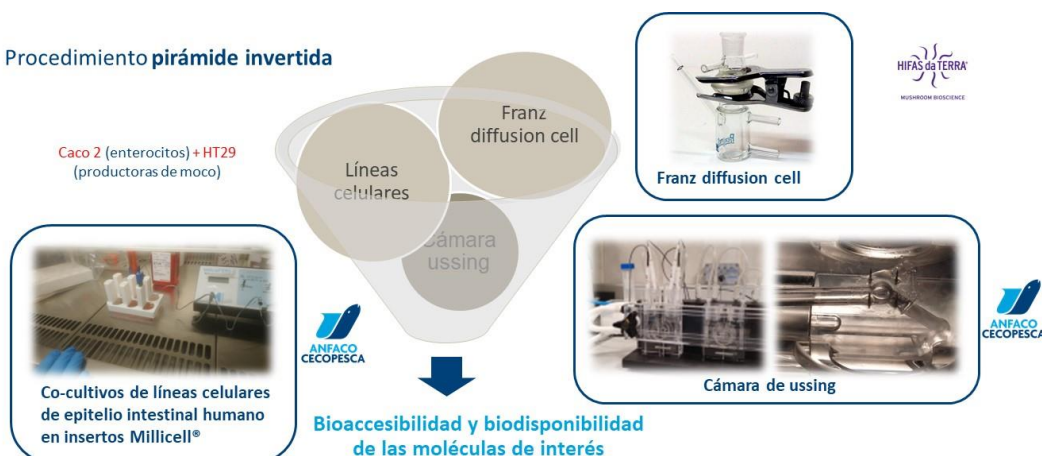 Procedimiento pirámide invertida
HIFAS da TERRA
MUSHROOM BIOSCIENCE
Franz
diffusion cell
Caco 2 (enterocitos) + HT29
(productoras de moco)
Líneas
celulares
Franz diffusion cell
Cámara
ussing
ANFACO
CECOPESCA
ANFACO
CECOPESCA
Co-cultivos de líneas celulares
de epitelio intestinal humano
en insertos Millicell®
Cámara de ussing
Bioaccesibilidad y biodisponibilidad
de las moléculas de interés